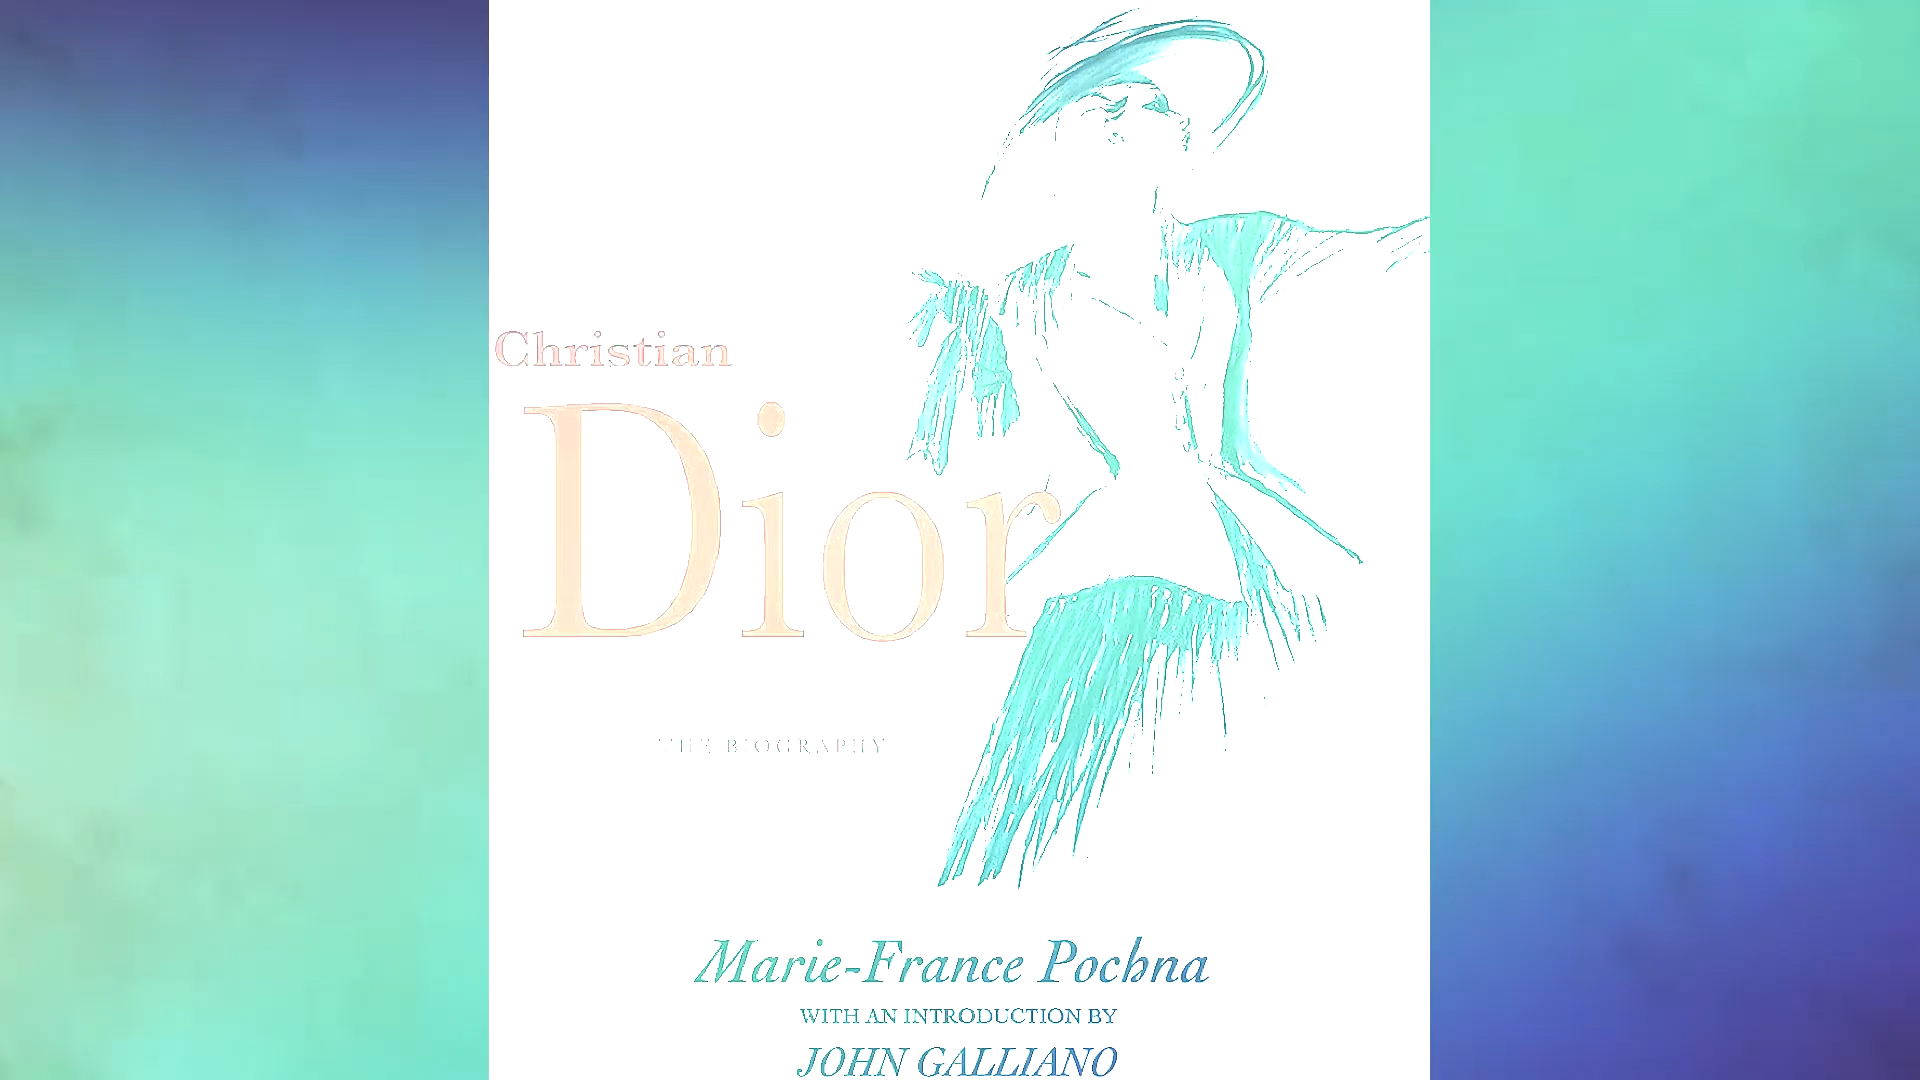 Christian
Dior
THE BIOGRAPHY
Marie-France Pochna
WITH AN INTRODUCTION BY
JOHN GALLIANO